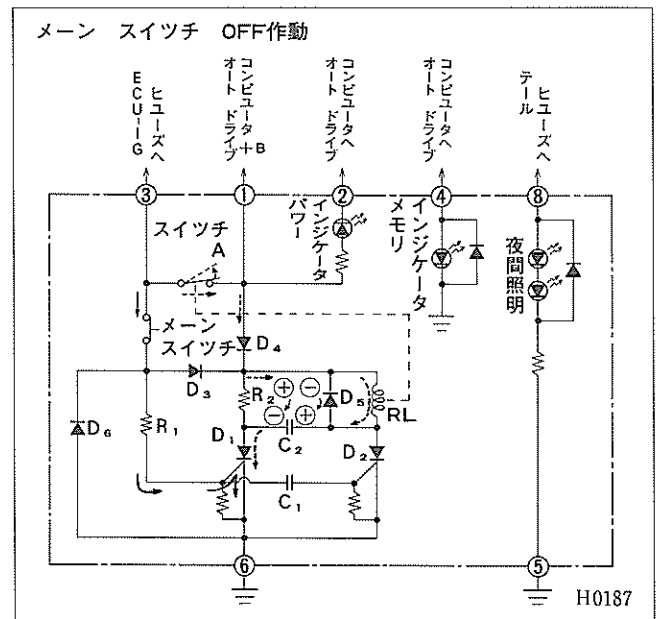 メーン スイッチ OFF作動
ヒューズへ
ECU-IG
コンピュータ+B
オート ドライブ
コンピュータへ
オート ドライブ
コンピュータへ
オート ドライブ
ヒューズへ
テール
③
①
②
④
⑧
スイッチ
A
インジケータ
パワー
インジケータ
メモリ
夜間照明
メーン
スイッチ
D4
D3
R2
⊕
⊖
⊖
⊕
D5
RL
D6
R1
D1
C2
D2
C1
⑥
⑤
H0187